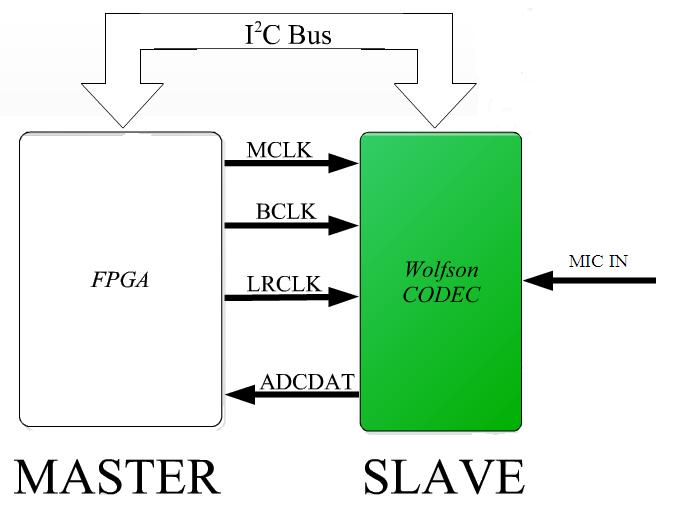 I²C Bus
MCLK
BCLK
FPGA
Wolfson
CODEC
MIC IN
LRCLK
ADCDAT
MASTER
SLAVE